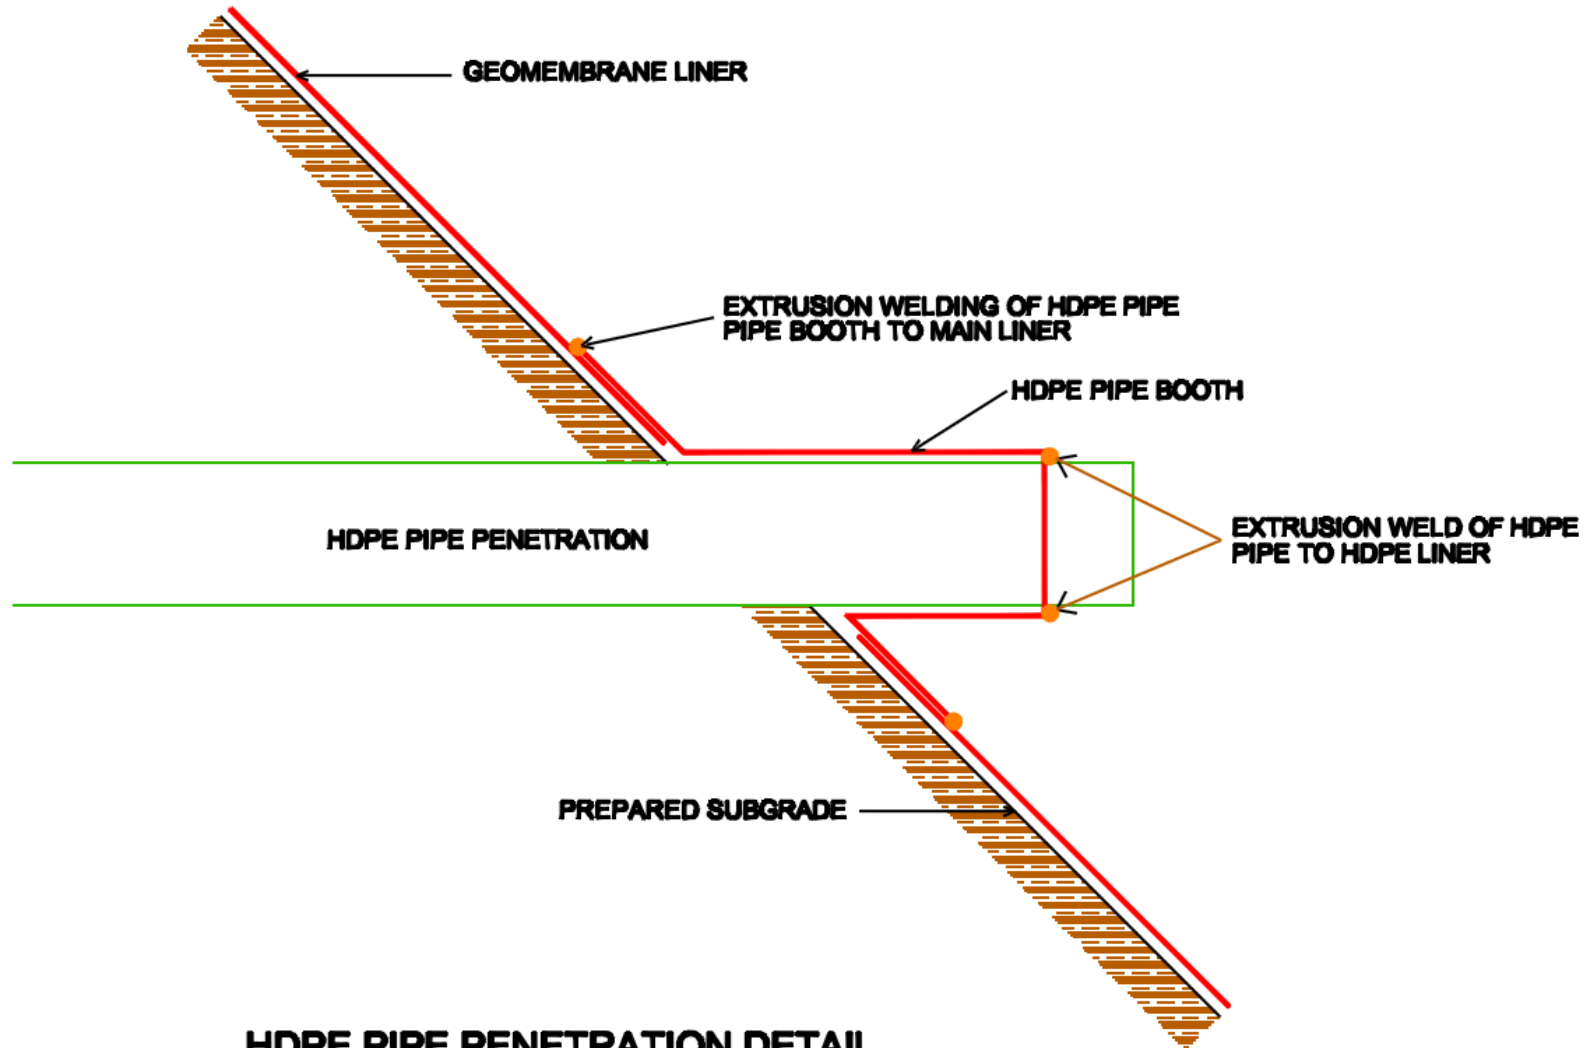 GEOMEMBRANE LINER
EXTRUSION WELDING OF HDPE PIPE
PIPE BOOTH TO MAIN LINER
HDPE PIPE BOOTH
HDPE PIPE PENETRATION
EXTRUSION WELD OF HDPE
PIPE TO HDPE LINER
PREPARED SUBGRADE
HDPE PIPE PENETRATION DETAIL